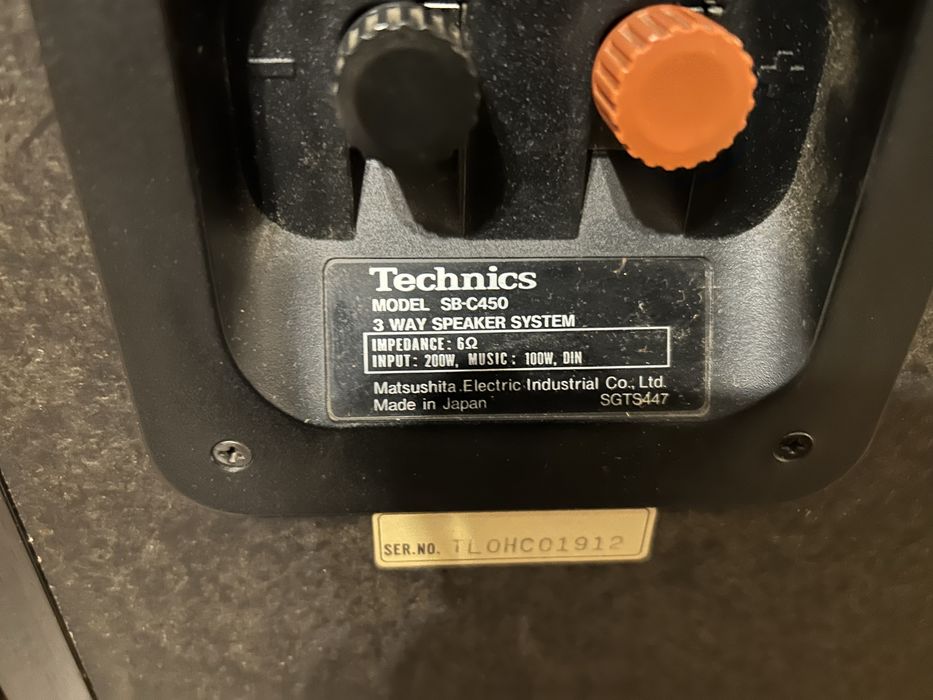 Technics
MODEL SB-C450
3 WAY SPEAKER SYSTEM
IMPEDANCE: 6Ω
INPUT: 200W, MUSIC: 100W, DIN
Matsushita Electric Industrial Co., Ltd.
Made in Japan SGTS447
SER.NO. TL0HC01912